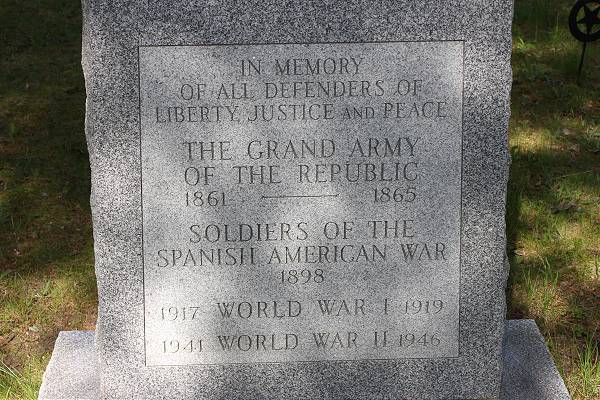 IN MEMORY
OF ALL DEFENDERS OF
LIBERTY, JUSTICE AND PEACE
THE GRAND ARMY
OF THE REPUBLIC
1861 — 1865
SOLDIERS OF THE
SPANISH AMERICAN WAR
1898
1917 WORLD WAR I 1919
1941 WORLD WAR II 1946